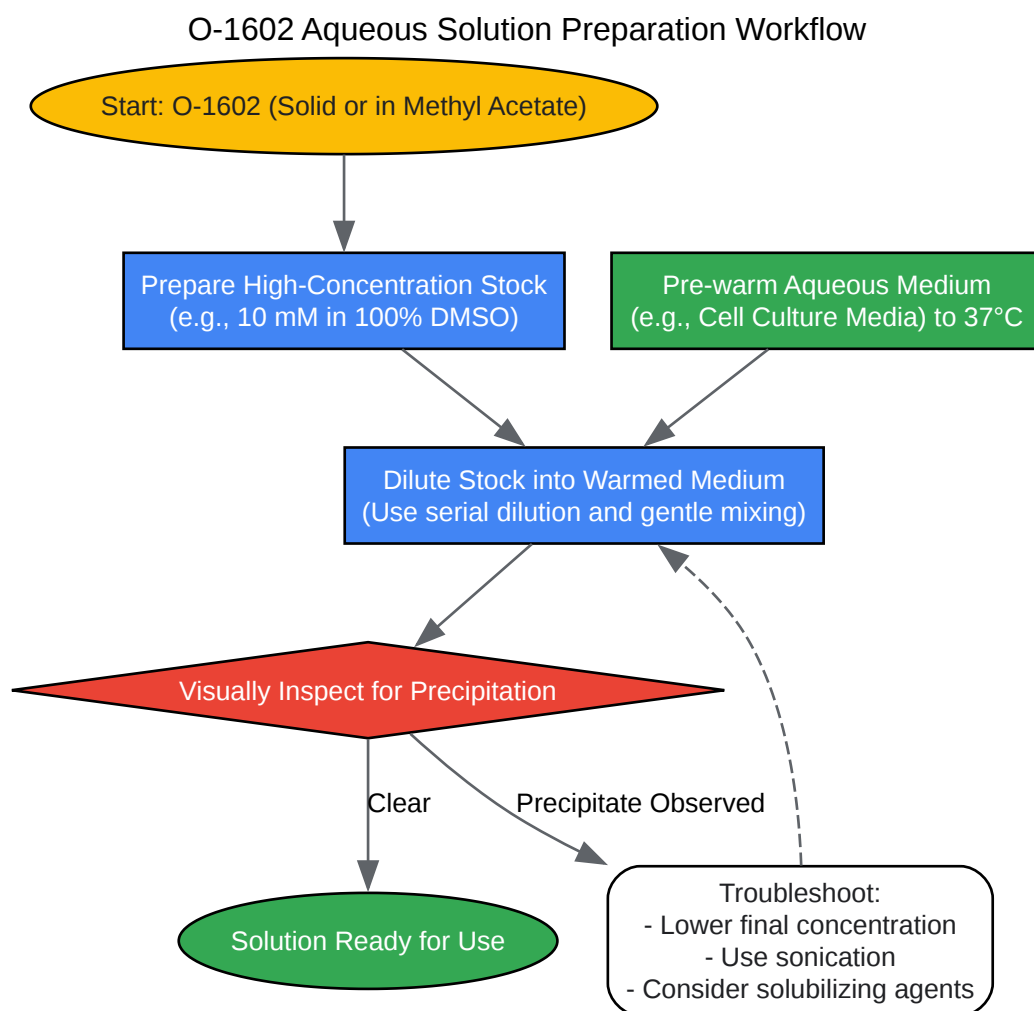 O-1602 Aqueous Solution Preparation Workflow
Start: O-1602 (Solid or in Methyl Acetate)
Prepare High-Concentration Stock
(e.g., 10 mM in 100% DMSO)
Pre-warm Aqueous Medium
(e.g., Cell Culture Media) to 37°C
Dilute Stock into Warmed Medium
(Use serial dilution and gentle mixing)
Visually Inspect for Precipitation
Clear
Precipitate Observed
Solution Ready for Use
Troubleshoot:
- Lower final concentration
- Use sonication
- Consider solubilizing agents